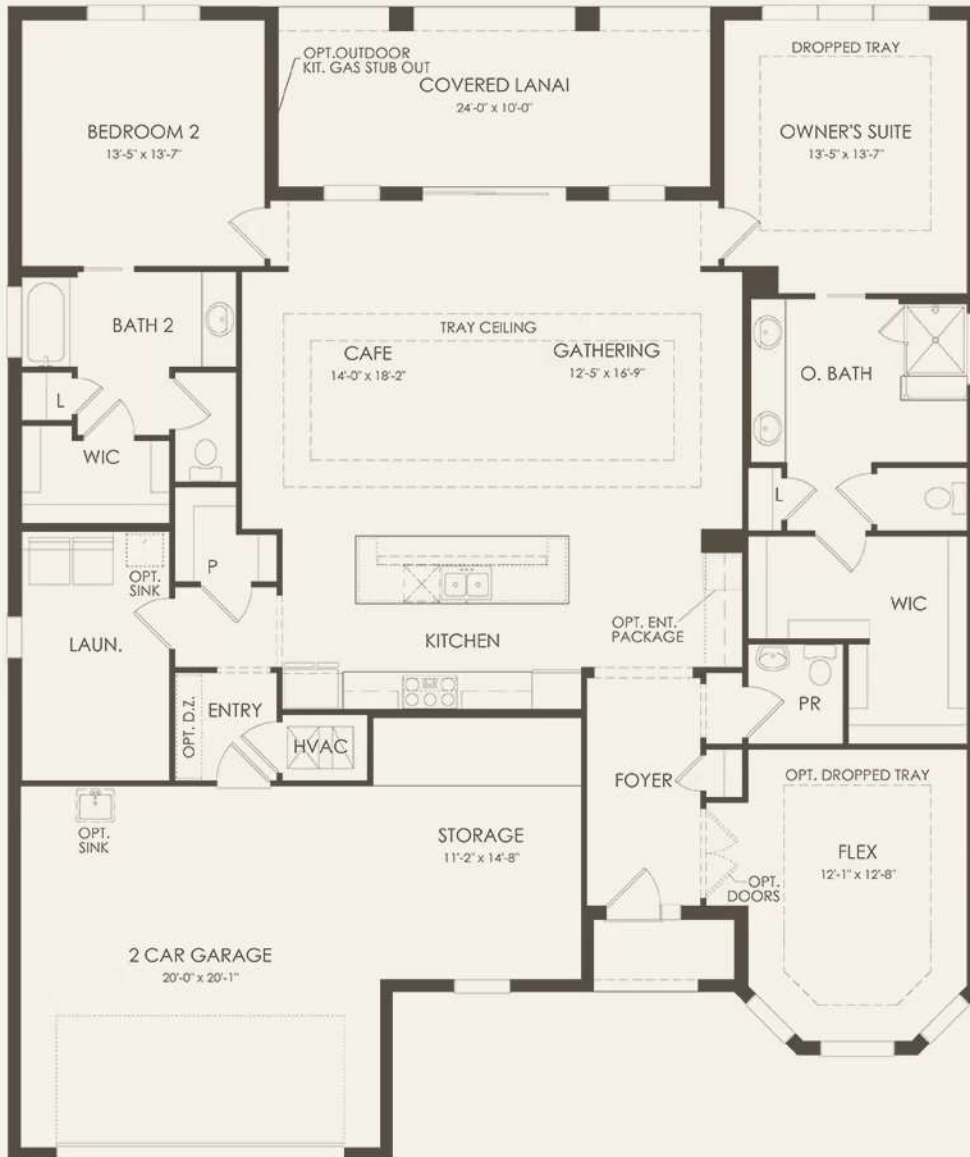 DROPPED TRAY
OPT.OUTDOOR
KIT. GAS STUB OUT
COVERED LANAI
24'-0" x 10'-0"
BEDROOM 2
13'-5" x 13'-7"
OWNER'S SUITE
13'-5" x 13'-7"
BATH 2
TRAY CEILING
CAFE
14'-0" x 18'-2"
GATHERING
12'-5" x 16'-9"
O. BATH
L
WIC
L
P
OPT.
SINK
LAUN.
KITCHEN
OPT. ENT.
PACKAGE
WIC
PR
OPT. D.Z.
ENTRY
HVAC
FOYER
OPT. DROPPED TRAY
OPT.
SINK
STORAGE
11'-2" x 14'-8"
FLEX
12'-1" x 12'-8"
OPT.
DOORS
2 CAR GARAGE
20'-0" x 20'-1"